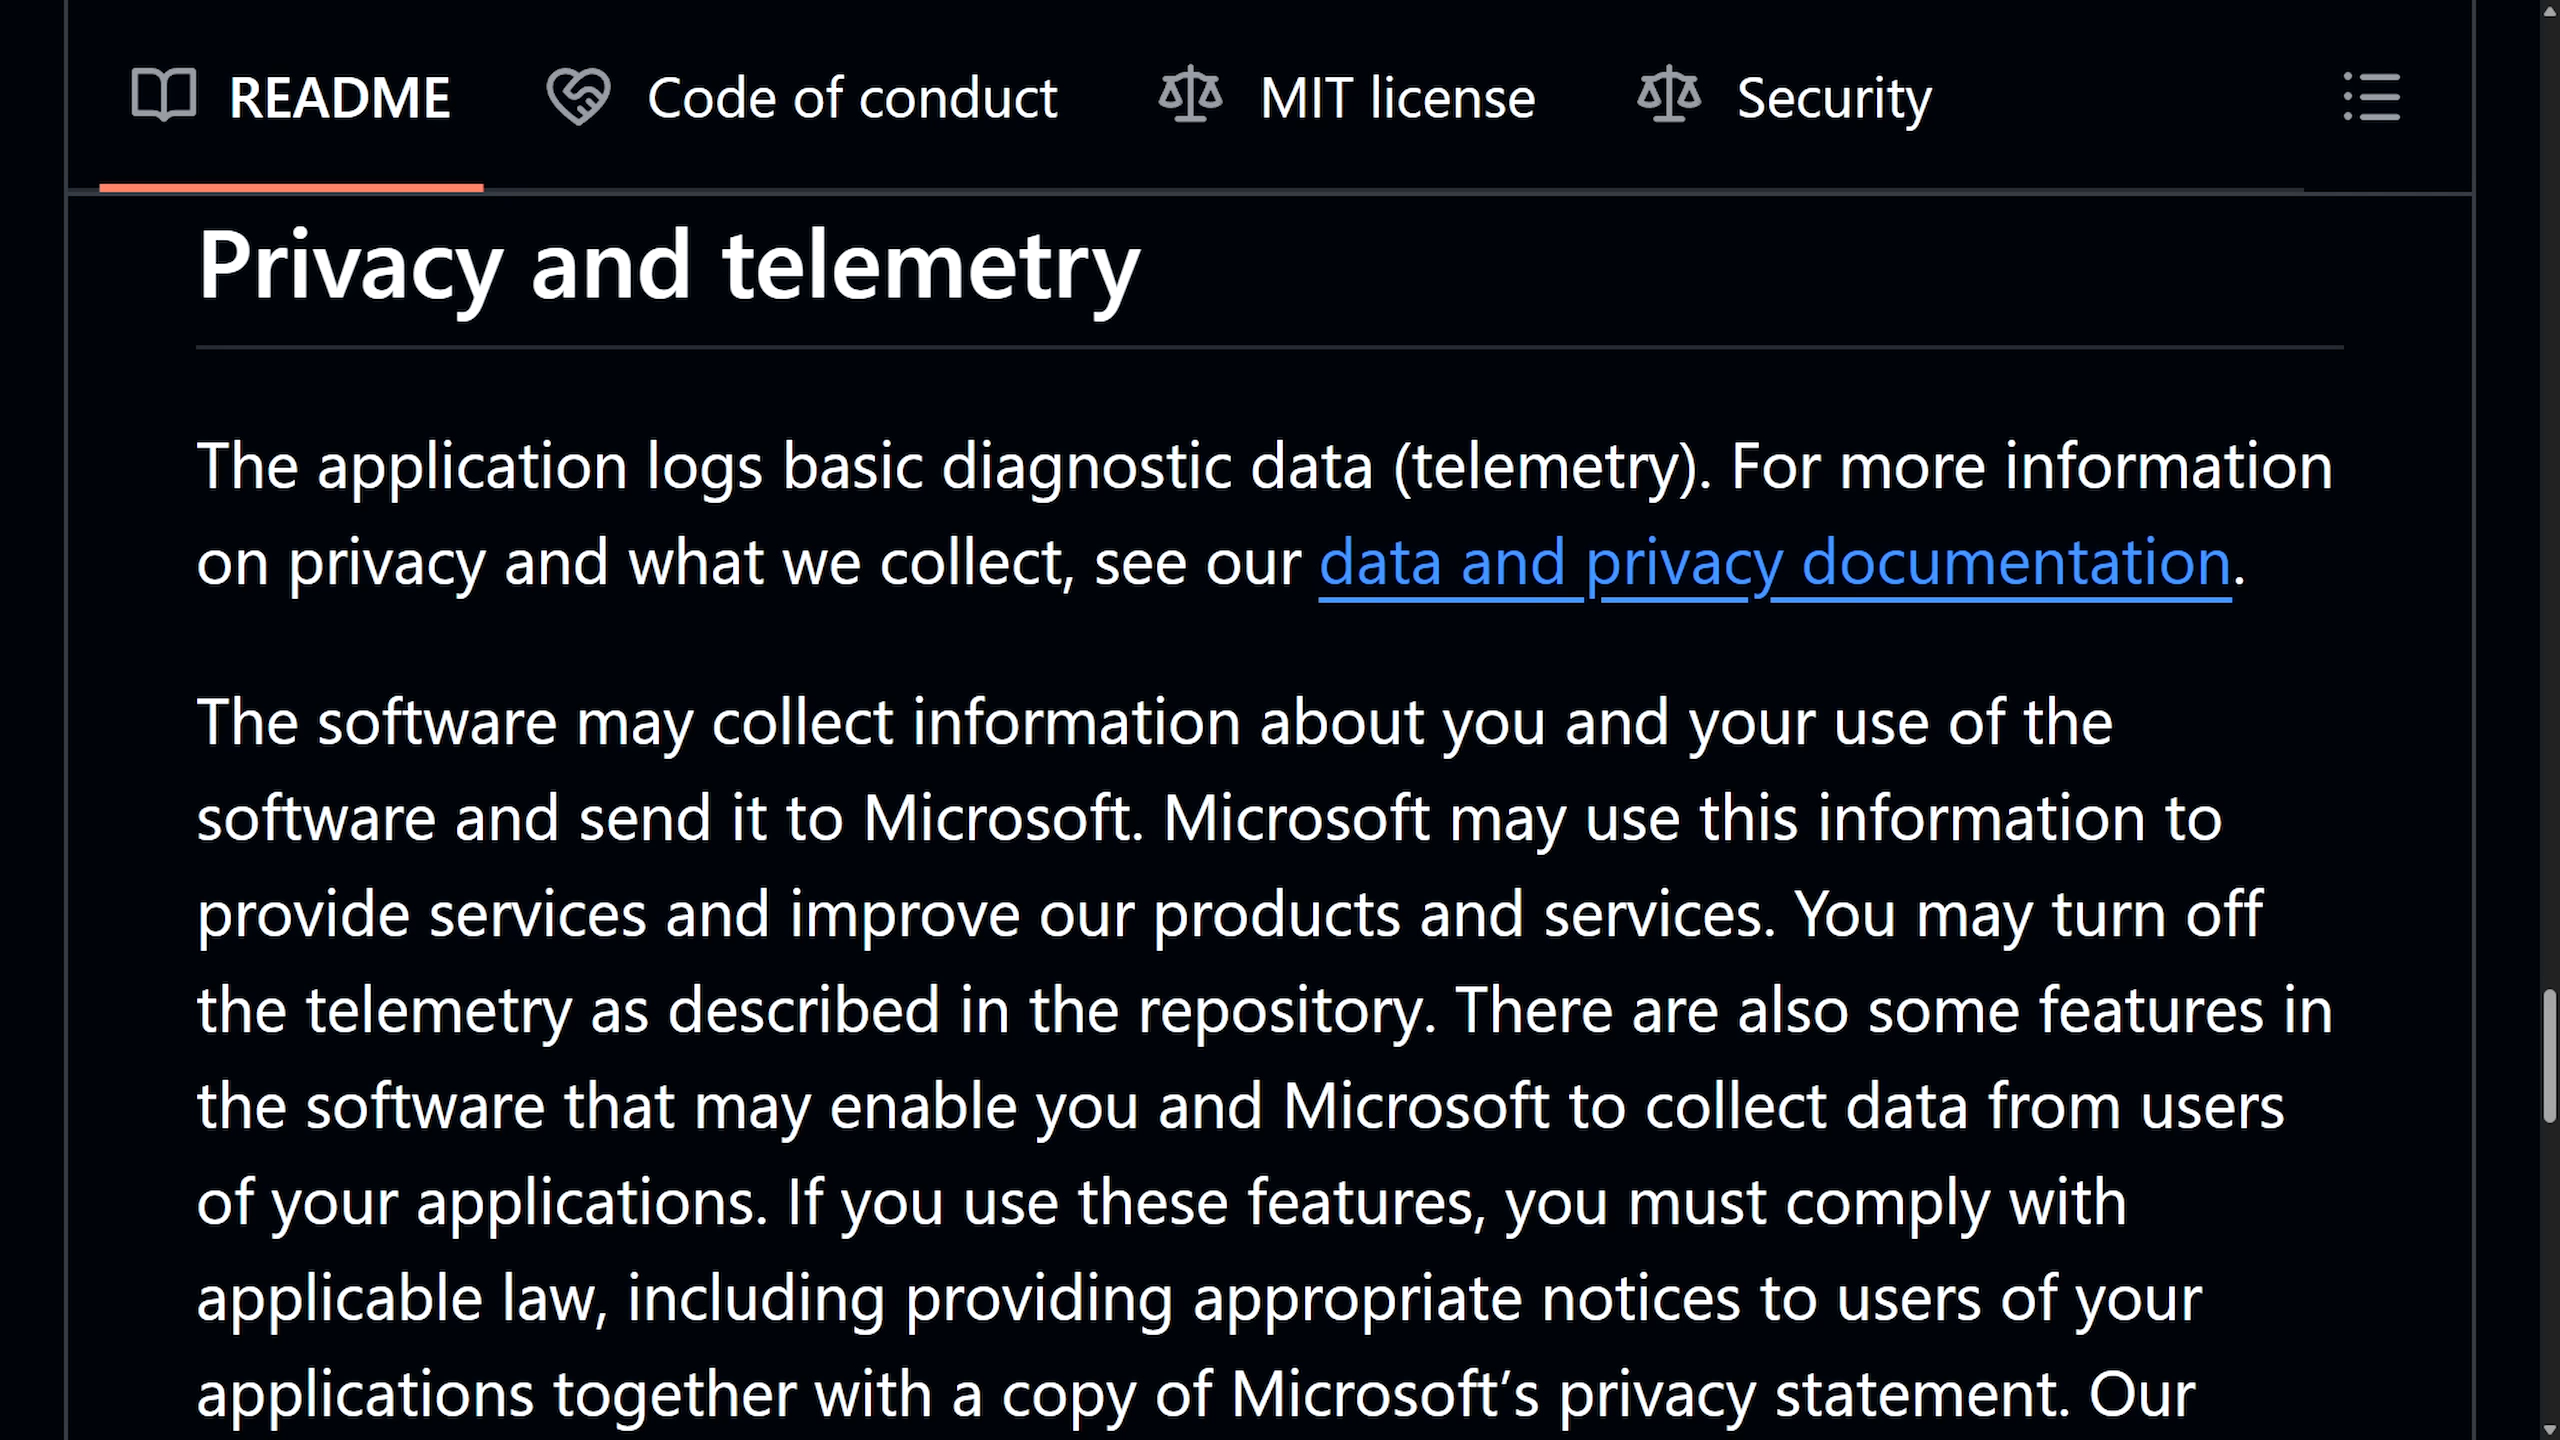 README Code of conduct MIT license Security
Privacy and telemetry
The application logs basic diagnostic data (telemetry). For more information
on privacy and what we collect, see our data and privacy documentation.
The software may collect information about you and your use of the
software and send it to Microsoft. Microsoft may use this information to
provide services and improve our products and services. You may turn off
the telemetry as described in the repository. There are also some features in
the software that may enable you and Microsoft to collect data from users
of your applications. If you use these features, you must comply with
applicable law, including providing appropriate notices to users of your
applications together with a copy of Microsoft’s privacy statement. Our